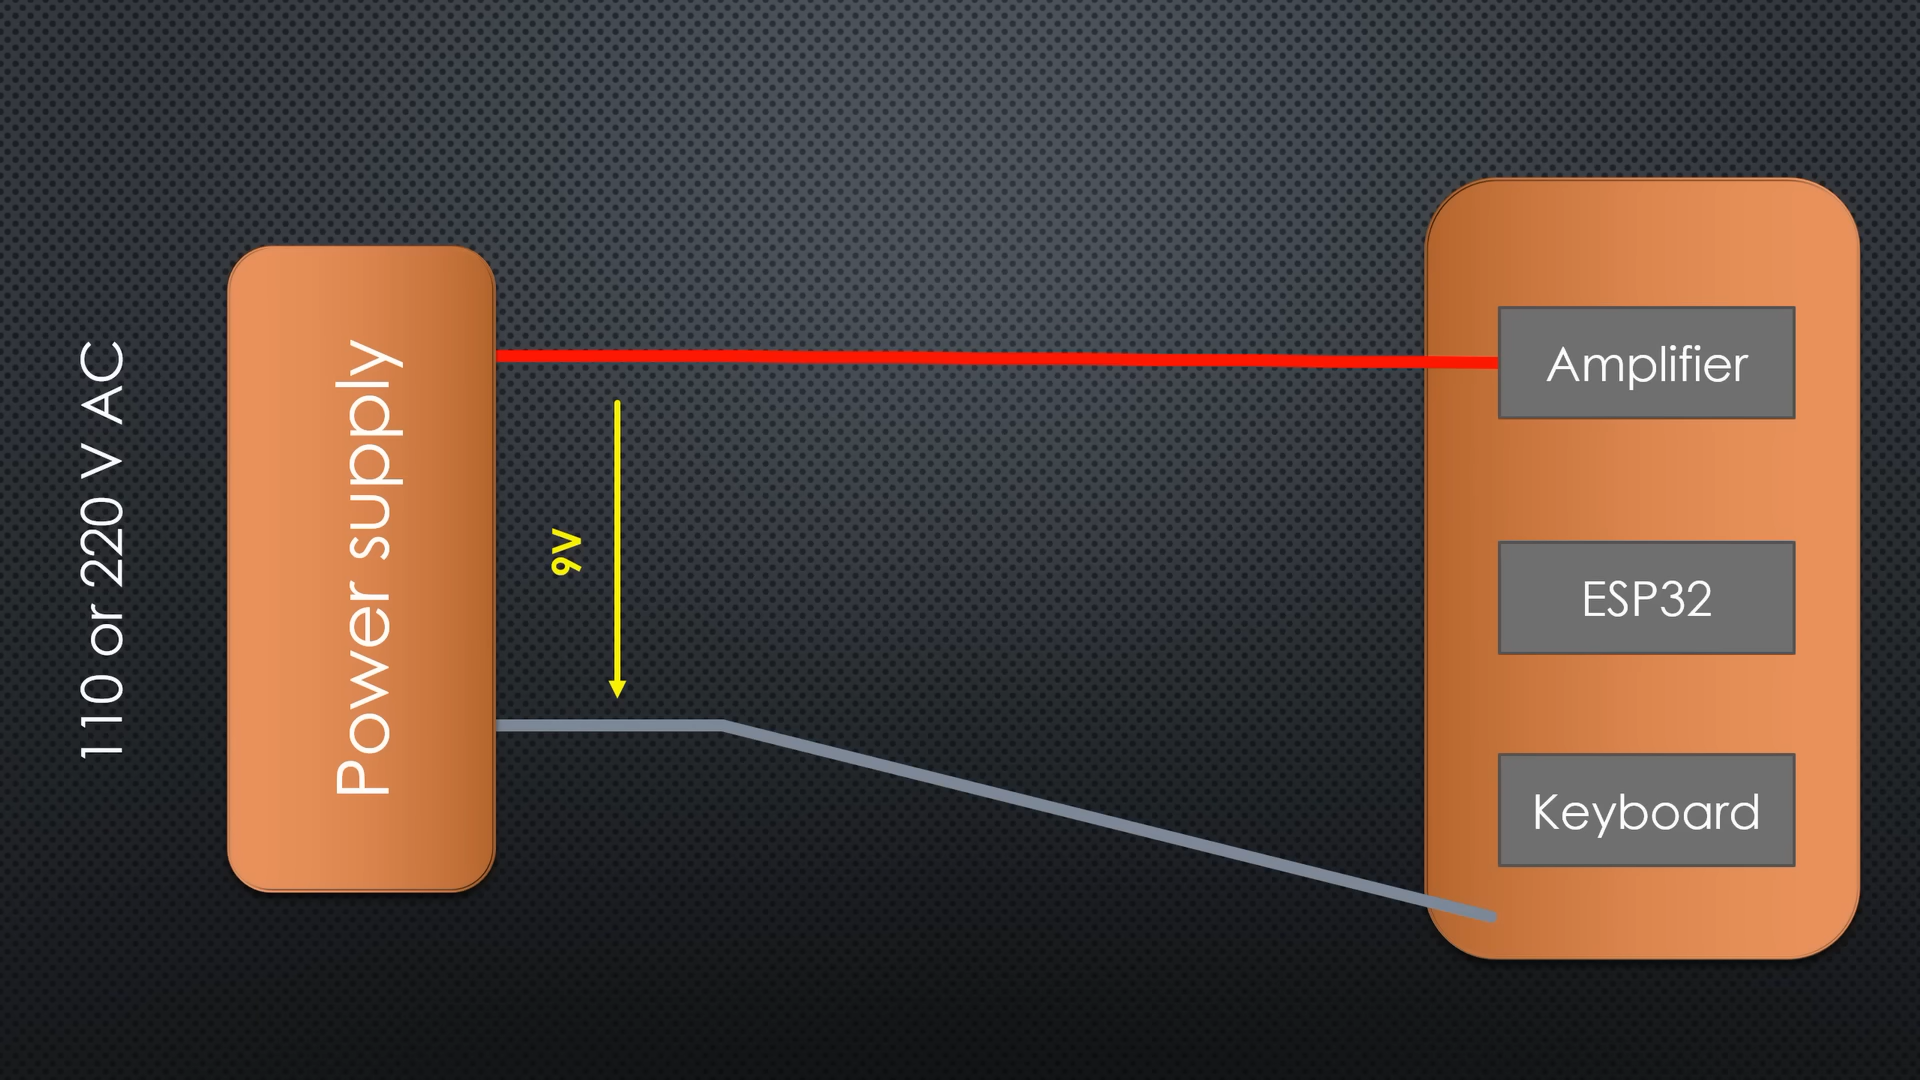 110 or 220 V AC
Power supply
9V
Amplifier
ESP32
Keyboard